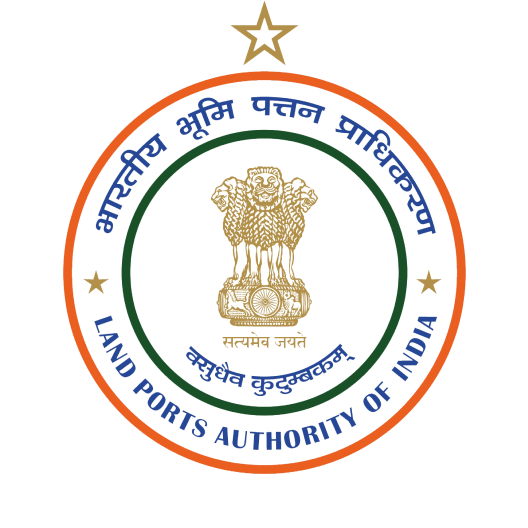 भारतीय भूमि पत्तन प्राधिकरण
सत्यमेव जयते
वसुधैव कुटुम्बकम्
LAND PORTS AUTHORITY OF INDIA